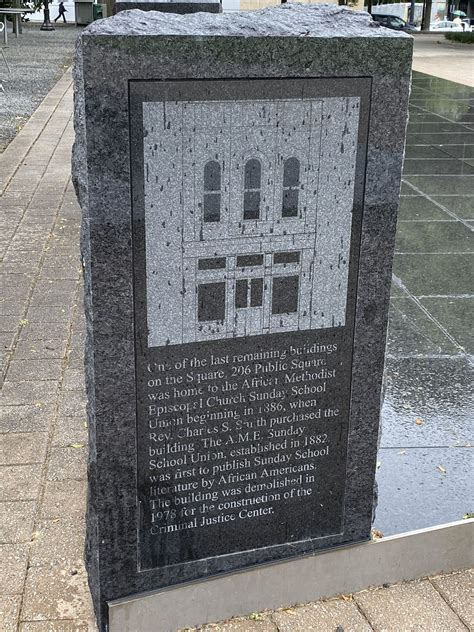 One of the last remaining buildings
on the Square, 206 Public Square
was home to the African Methodist
Episcopal Church Sunday School
Union beginning in 1886, when
Rev. Charles S. Smith purchased the
building. The A.M.E. Sunday
School Union, established in 1882
was first to publish Sunday School
literature by African Americans.
The building was demolished in
1978 for the construction of the
Criminal Justice Center.